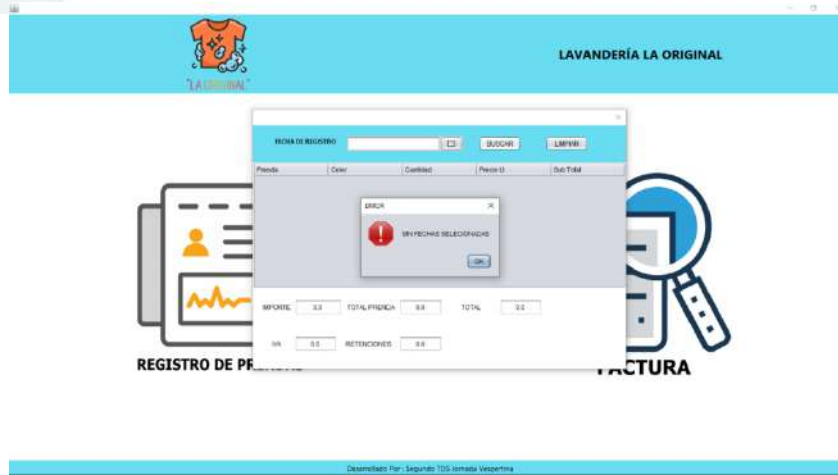 LAVANDERÍA LA ORIGINAL
"LA ORIGINAL"
FECHA DE REGISTRO
BUSCAR
LIMPIAR
Prenda Color Cantidad Precio U. Sub Total
ERROR
SIN FECHAS SELECIONADAS
OK
IMPORTE 0.0 TOTAL PRENDA 0.0 TOTAL 0.0
IVA 0.0 RETENCIONES 0.0
REGISTRO DE PR
FACTURA
Desarrollado Por : Segundo TDS Jornada Vespertina